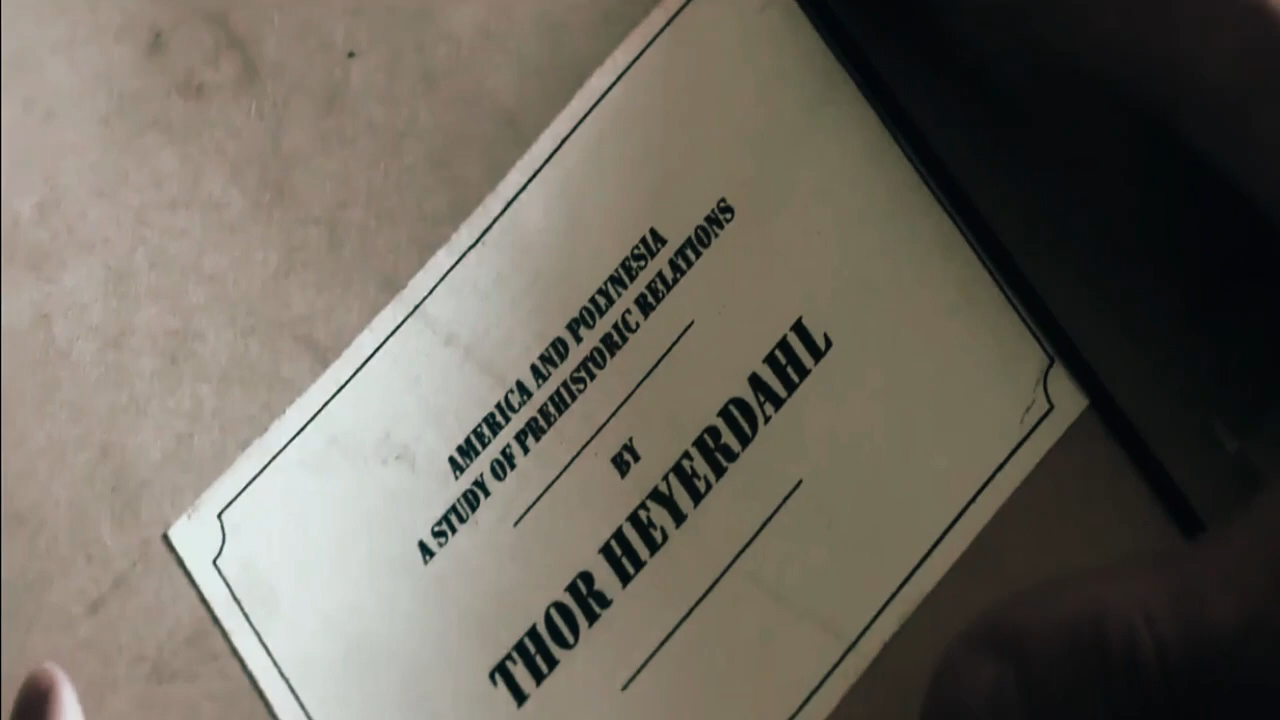 AMERICA AND POLYNESIA
A STUDY OF PREHISTORIC RELATIONS
BY
THOR HEYERDAHL